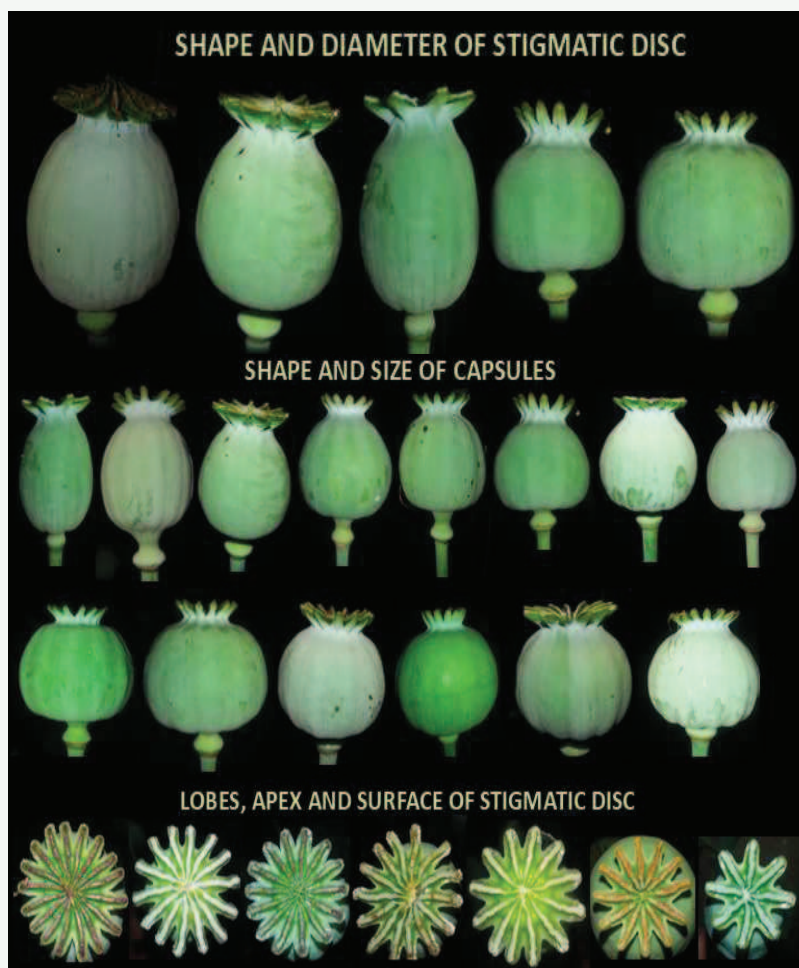 SHAPE AND DIAMETER OF STIGMATIC DISC
SHAPE AND SIZE OF CAPSULES
LOBES, APEX AND SURFACE OF STIGMATIC DISC